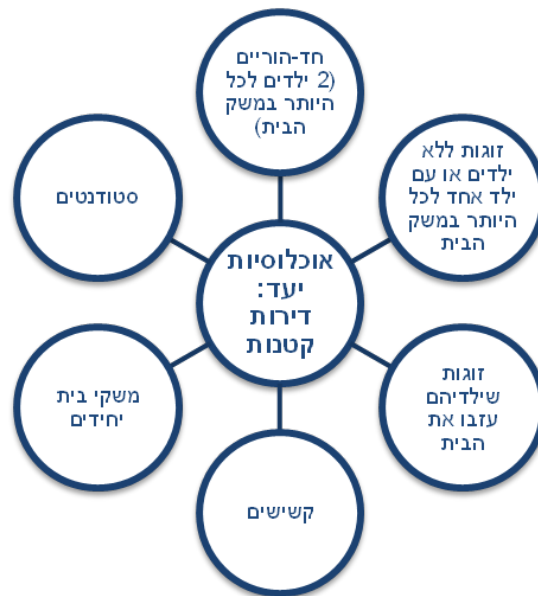 חד-הוריים
(2 ילדים לכל
היותר במשק
הבית)
זוגות ללא
ילדים או עם
ילד אחד לכל
היותר במשק
הבית
סטודנטים
אוכלוסיות
יעד:
דירות
קטנות
זוגות
שילדיהם
עזבו את
הבית
משקי בית
יחידים
קשישים